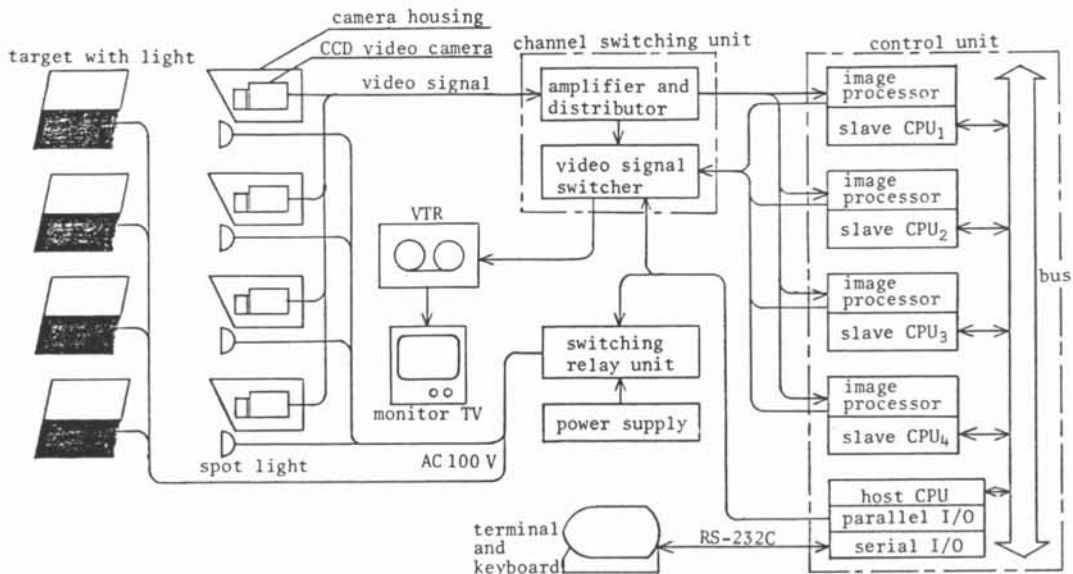 camera housing
CCD video camera
target with light
video signal
channel switching unit
amplifier and
distributor
video signal
switcher
control unit
image
processor
slave CPU₁
image
processor
slave CPU₂
image
processor
slave CPU₃
image
processor
slave CPU₄
bus
VTR
monitor TV
switching
relay unit
power supply
spot light
AC 100 V
host CPU
parallel I/O
serial I/O
terminal
and
keyboard
RS-232C